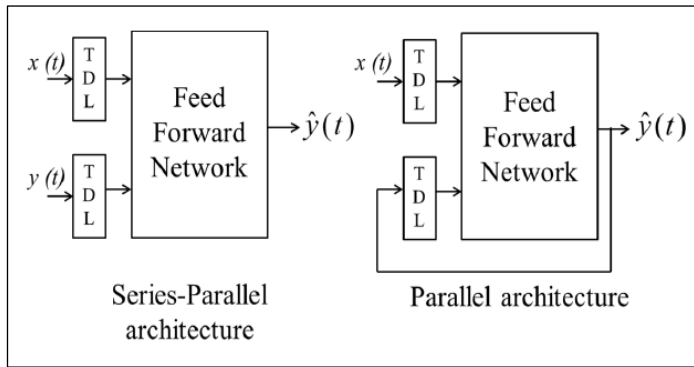 x (t)
T
D
L
y (t)
T
D
L
Feed
Forward
Network
ŷ(t)
Series-Parallel
architecture
x (t)
T
D
L
T
D
L
Feed
Forward
Network
ŷ(t)
Parallel architecture